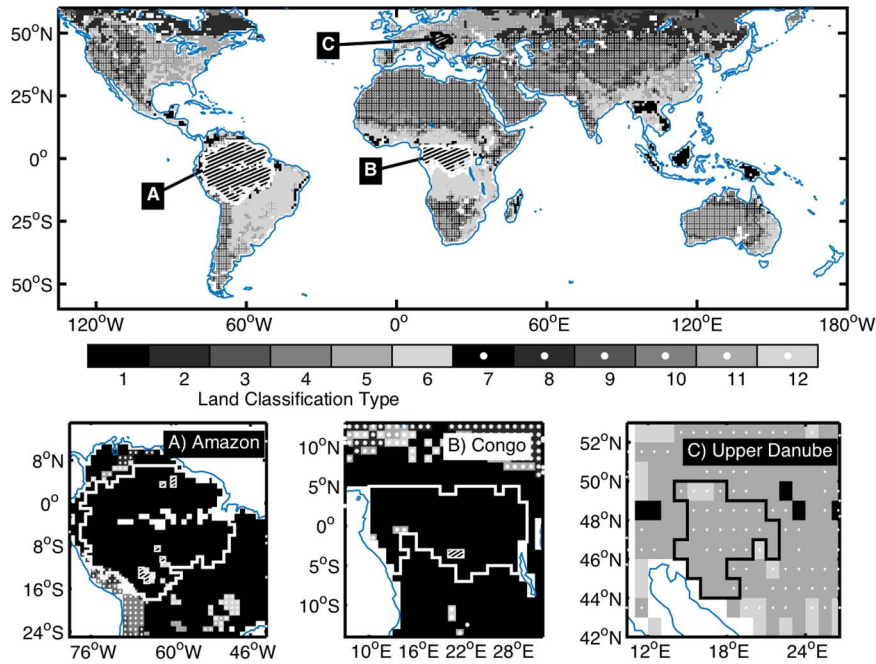 50°N
25°N
0°
25°S
50°S
C
B
A
120°W 60°W 0° 60°E 120°E 180°W
1 2 3 4 5 6 7 8 9 10 11 12
Land Classification Type
A) Amazon
8°N
0°
8°S
16°S
24°S
76°W 60°W 46°W
B) Congo
10°N
5°N
0°
5°S
10°S
10°E 16°E 22°E 28°E
C) Upper Danube
52°N
50°N
48°N
46°N
44°N
42°N
12°E 18°E 24°E